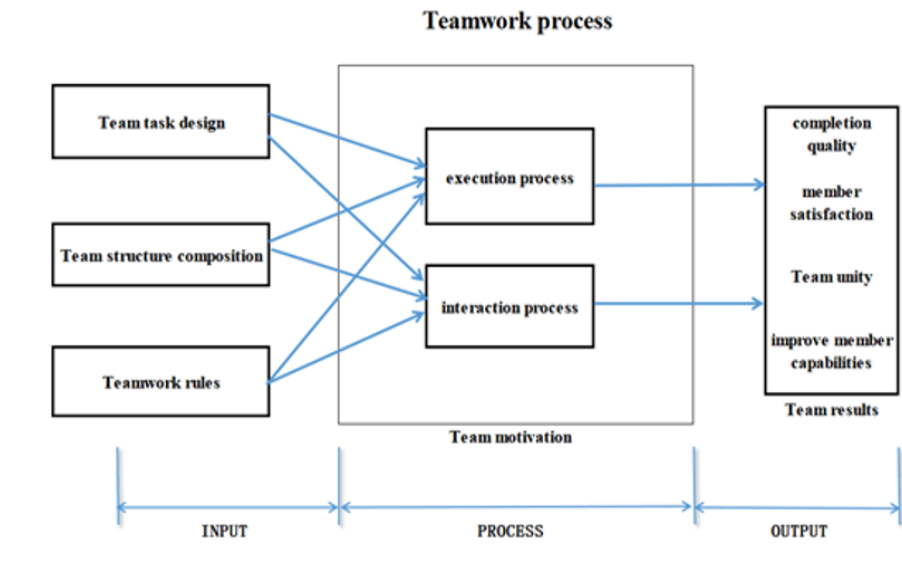 Teamwork process
Team task design
Team structure composition
Teamwork rules
execution process
interaction process
Team motivation
completion
quality
member
satisfaction
Team unity
improve member
capabilities
Team results
INPUT
PROCESS
OUTPUT